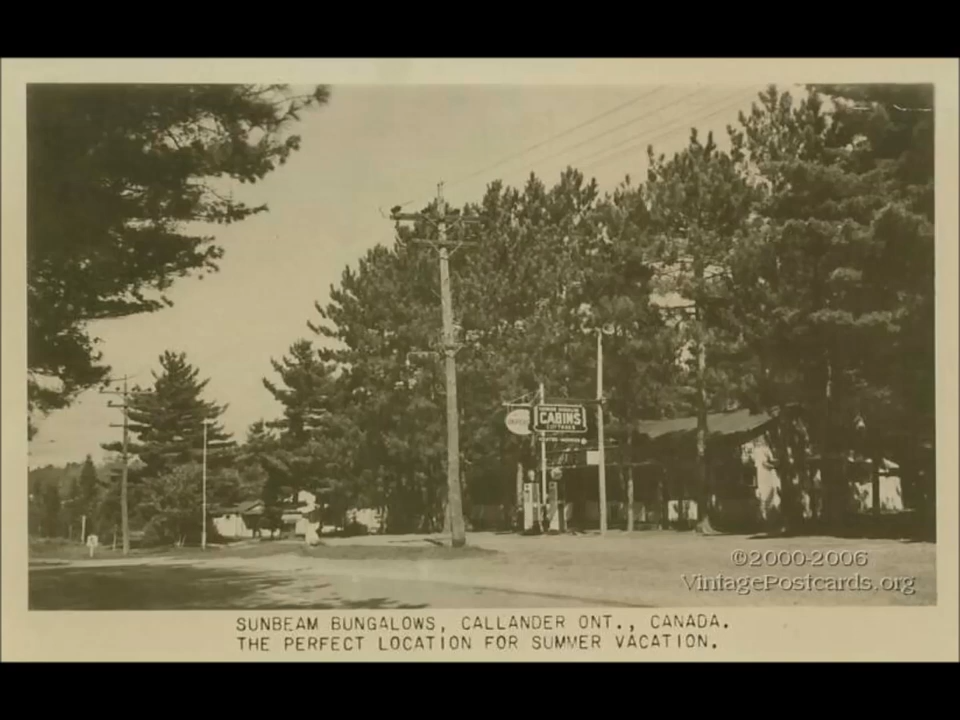 CABINS
©2000-2006
VintagePostcards.org
SUNBEAM BUNGALOWS, CALLANDER ONT., CANADA.
THE PERFECT LOCATION FOR SUMMER VACATION.